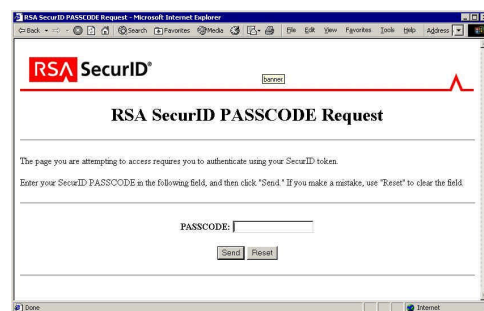 RSA SecurID PASSCODE Request - Microsoft Internet Explorer
Back Search Favorites Media File Edit View Favorites Tools Help Address
RSA SecurID®
banner
RSA SecurID PASSCODE Request
The page you are attempting to access requires you to authenticate using your SecurID token.
Enter your SecurID PASSCODE in the following field, and then click "Send." If you make a mistake, use "Reset" to clear the field.
PASSCODE:
Send Reset
Done Internet